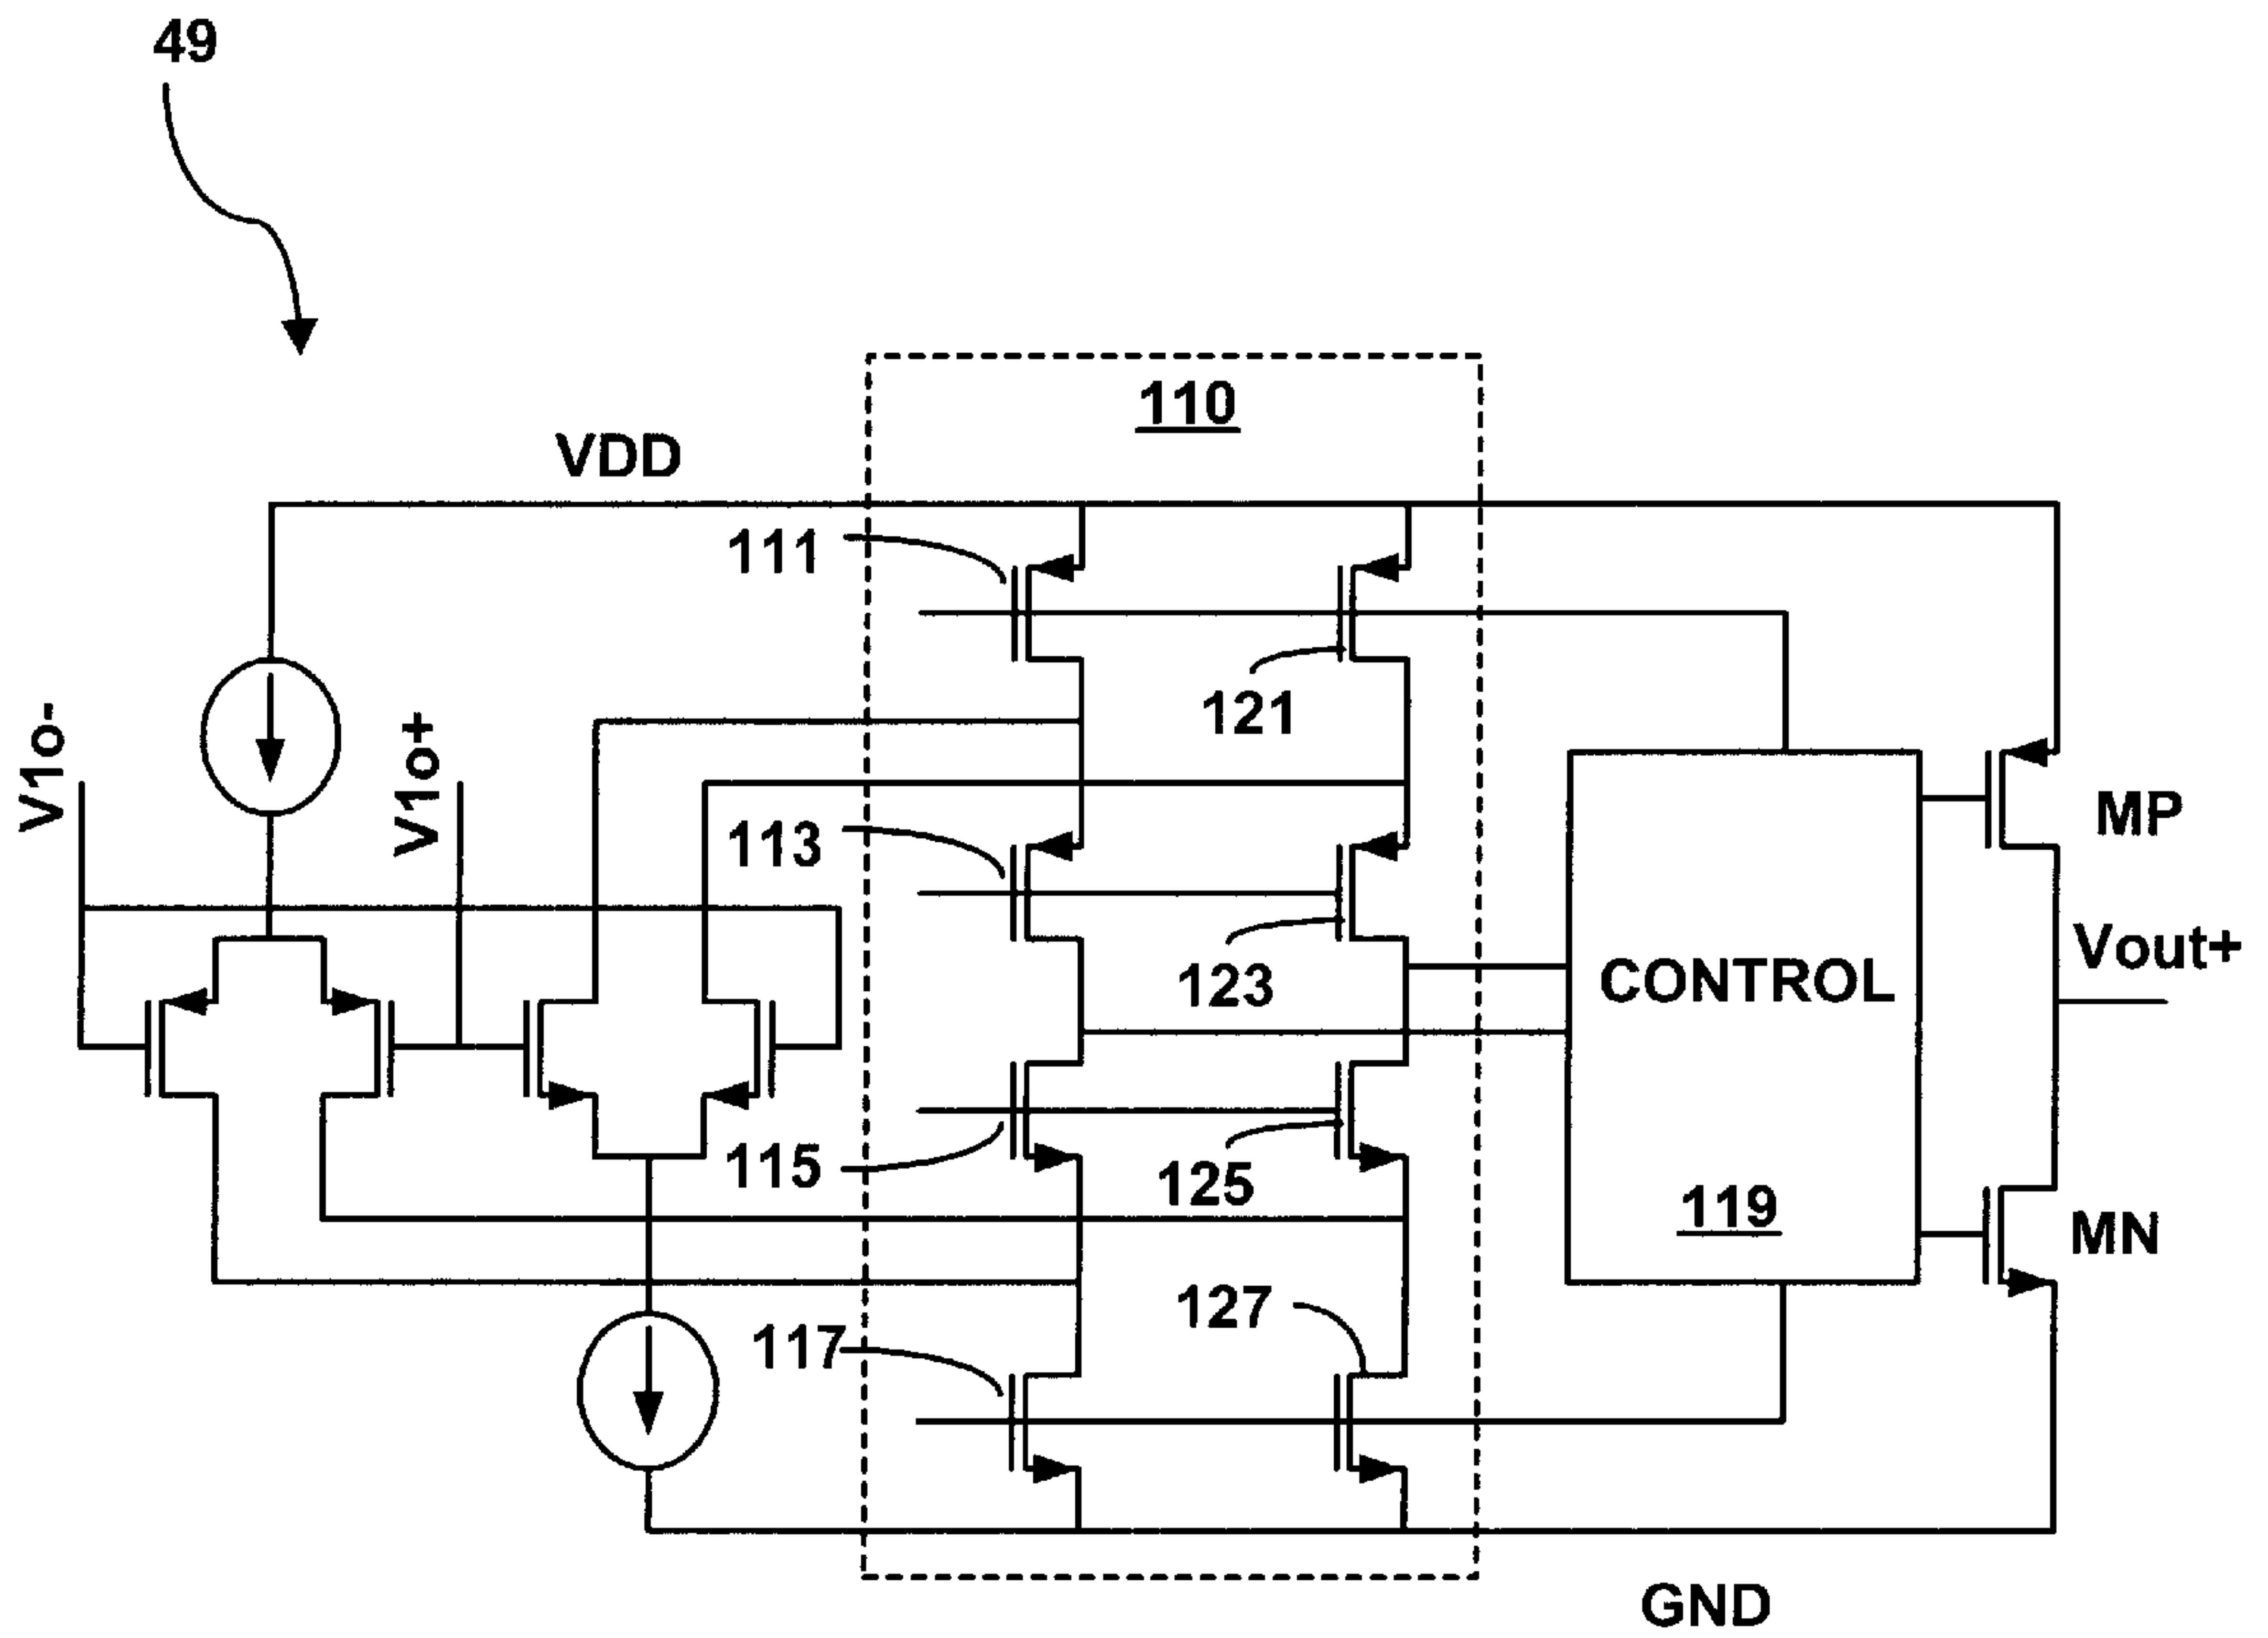 49
110
VDD
111
121
V1o-
V1o+
113
MP
Vout+
123
CONTROL
115
125
119
MN
127
117
GND